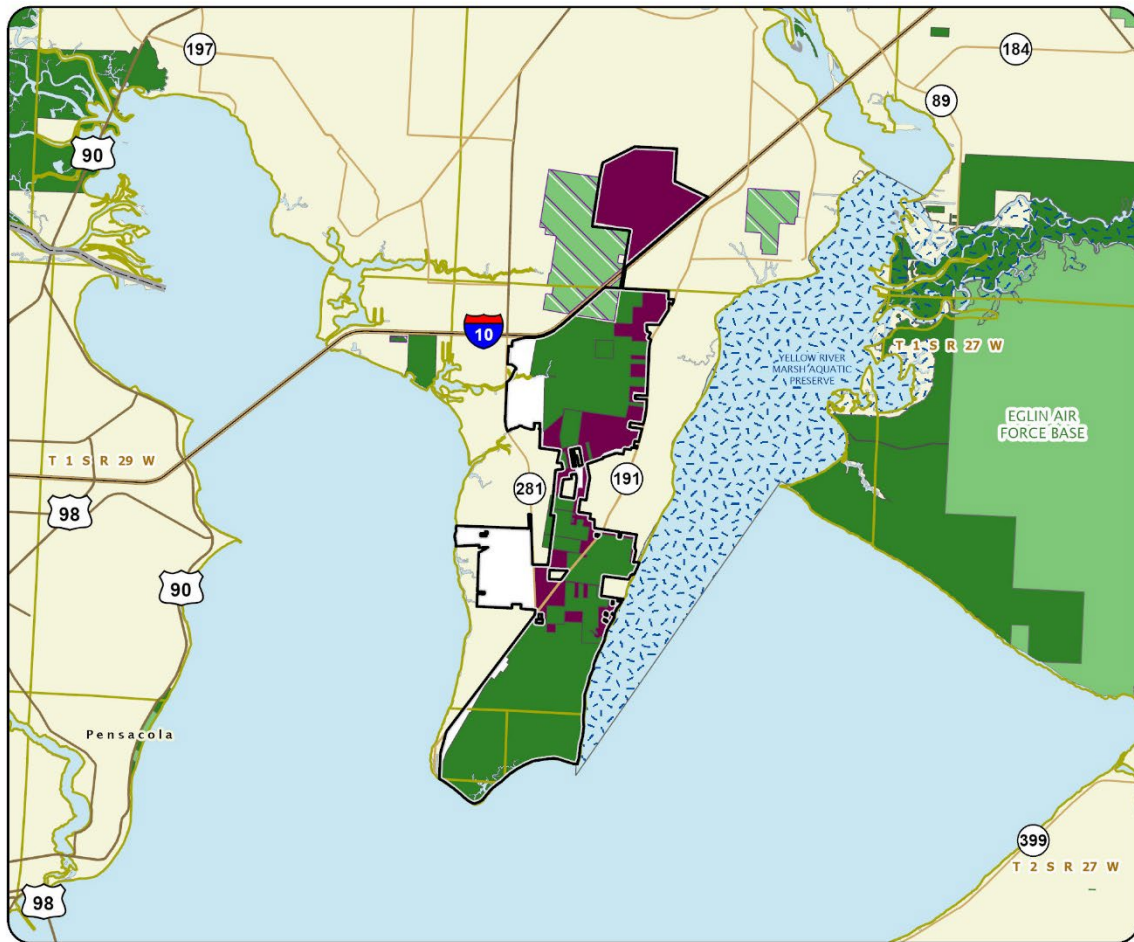 197
184
89
90
10
T 1 S R 27 W
YELLOW RIVER
MARSH AQUATIC
PRESERVE
EGLIN AIR
FORCE BASE
T 1 S R 29 W
281
191
98
90
Pensacola
399
T 2 S R 27 W
98